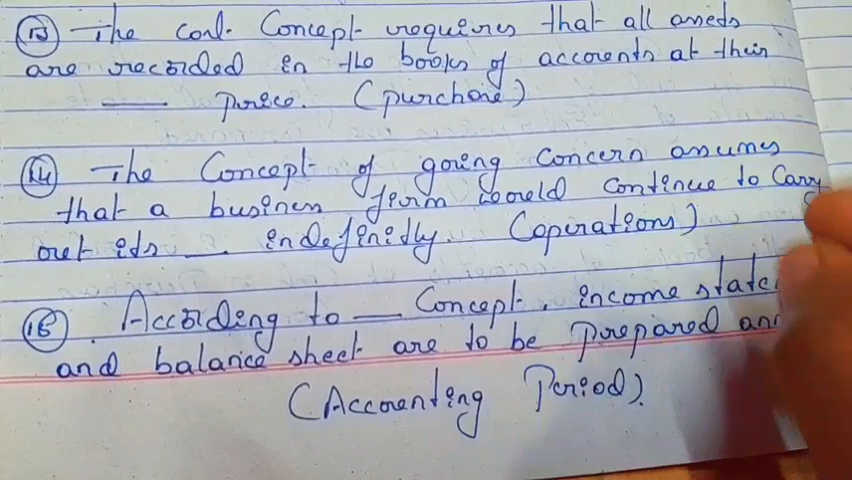 (13) The cost Concept requires that all assets
are recorded in the books of accounts at their
___ price. (purchase)
(14) The Concept of going concern assumes
that a business firm would continue to carry
out its ___ indefinitly. (operations)
(15). According to ___ Concept, income state
and balance sheet are to be prepared an
(Accounting Period).